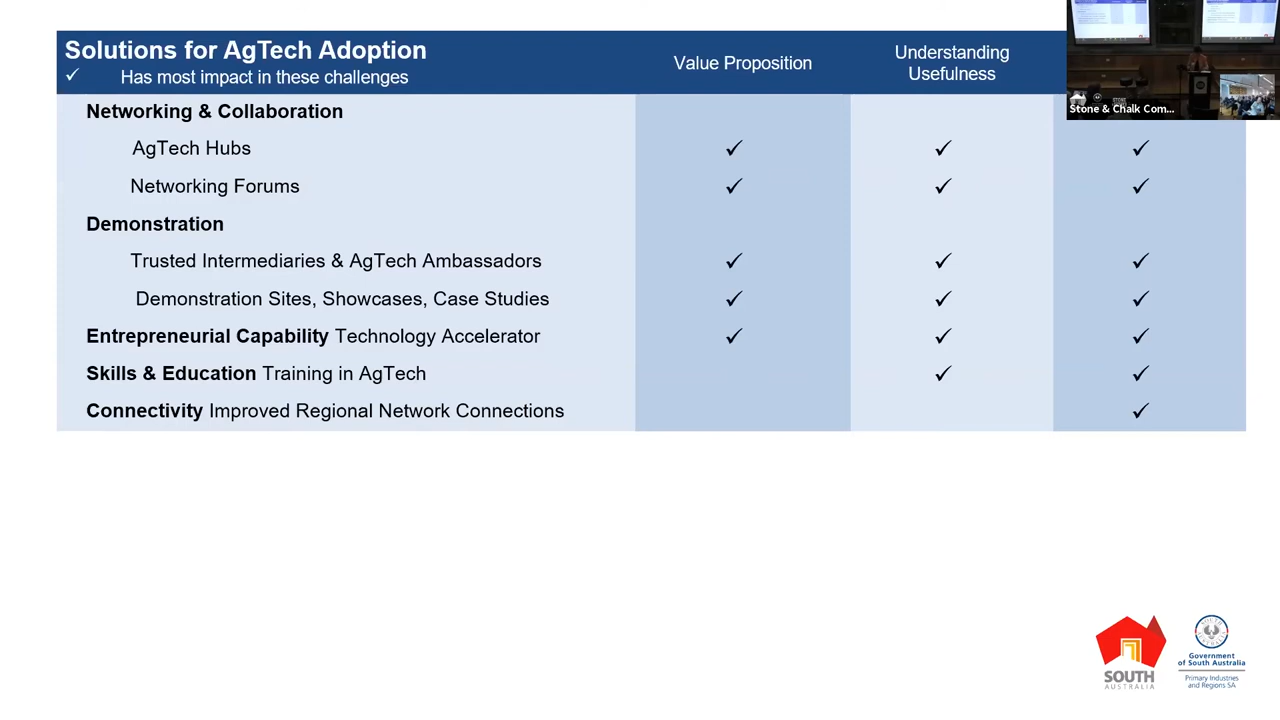 Solutions for AgTech Adoption
✓ Has most impact in these challenges
Value Proposition
Understanding
Usefulness
Stone & Chalk Com...
Networking & Collaboration
AgTech Hubs ✓ ✓ ✓
Networking Forums ✓ ✓ ✓
Demonstration
Trusted Intermediaries & AgTech Ambassadors ✓ ✓ ✓
Demonstration Sites, Showcases, Case Studies ✓ ✓ ✓
Entrepreneurial Capability Technology Accelerator ✓ ✓ ✓
Skills & Education Training in AgTech ✓ ✓
Connectivity Improved Regional Network Connections ✓
SOUTH
AUSTRALIA
Government
of South Australia
Primary Industries
and Regions SA